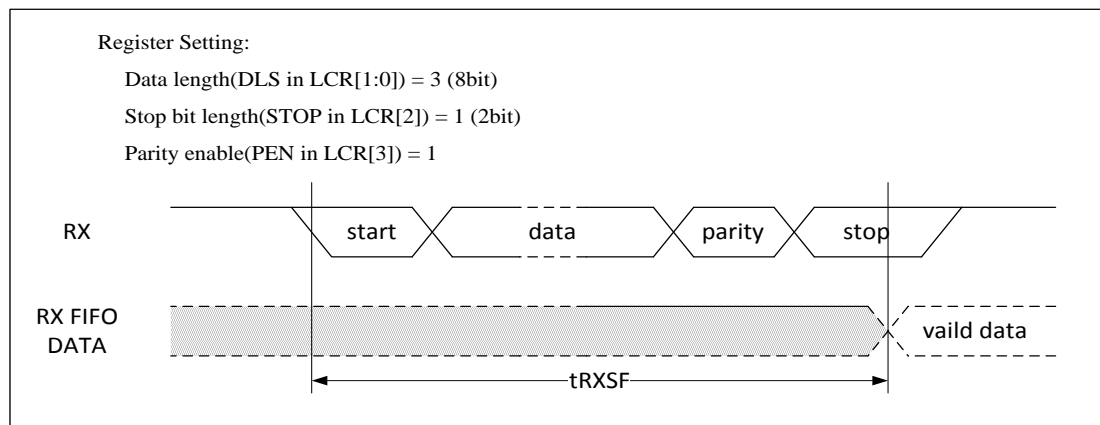 Register Setting:
Data length(DLS in LCR[1:0]) = 3 (8bit)
Stop bit length(STOP in LCR[2]) = 1 (2bit)
Parity enable(PEN in LCR[3]) = 1
RX
start
data
parity
stop
RX FIFO
DATA
vaild data
tRXSF